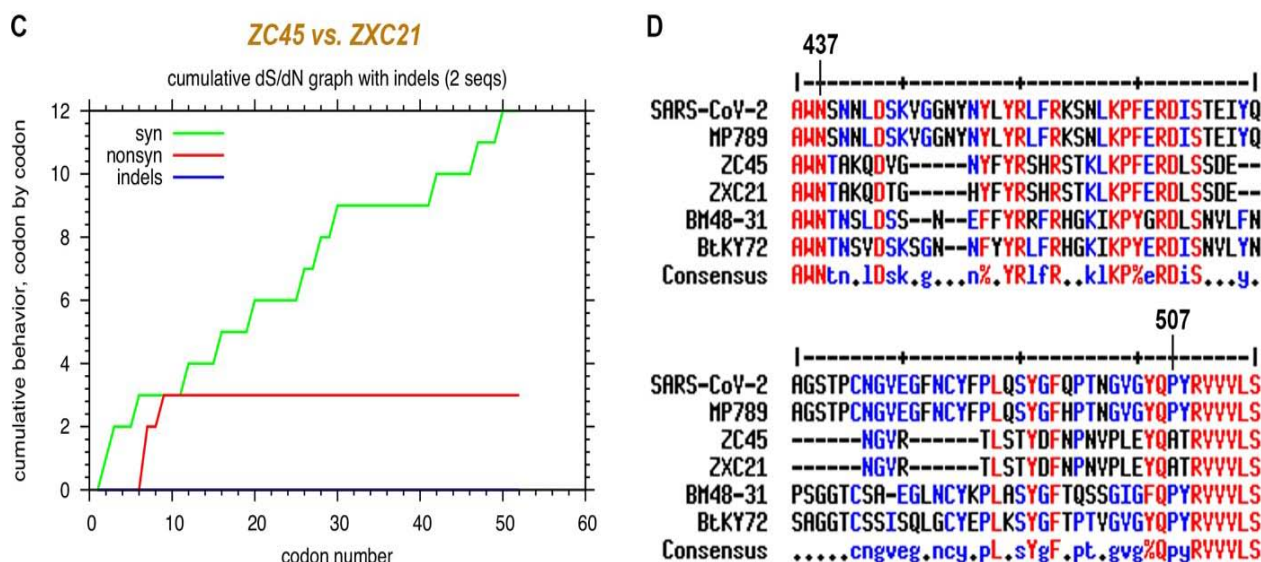 C
ZC45 vs. ZXC21
cumulative dS/dN graph with indels (2 seqs)
cumulative behavior, codon by codon
12
10
8
6
4
2
0
syn
nonsyn
indels
0 10 20 30 40 50 60
codon number
D
437
|--------+---------+---------+---------|
SARS-CoV-2 AWNSNNLDSKVGGNYNYLYRLFRKSNLKPFERDISTEIYQ
MP789 AWNSNNLDSKVGGNYNYLYRLFRKSNLKPFERDISTEIYQ
ZC45 AWNTAKQDVG-----NYFYRSHRSTKLKPFERDLSSDE--
ZXC21 AWNTAKQDTG-----HYFYRSHRSTKLKPFERDLSSDE--
BM48-31 AWNTNSLDSS--N--EFFYRRFRHGKIKPYGRDLSNVLFN
BtKY72 AWNTNSVDSKSGN--NFYYRLFRHGKIKPYERDISNVLYN
Consensus AWNtn.lDsk.g...n%.YRlfR..klKP%eRDiS...y.
507
|--------+---------+---------+---------|
SARS-CoV-2 AGSTPCNGVEGFNCYFPLQSYGFQPTNGVGYQPYRVVVLS
MP789 AGSTPCNGVEGFNCYFPLQSYGFHPTNGVGYQPYRVVVLS
ZC45 ------NGVR------TLSTYDFNPNVPLEYQATRVVVLS
ZXC21 ------NGVR------TLSTYDFNPNVPLEYQATRVVVLS
BM48-31 PSGGTCSA-EGLNCYKPLASYGFTQSSGIGFQPYRVVVLS
BtKY72 SAGGTCSSISQLGCYEPLKSYGFTPTVGVGYQPYRVVVLS
Consensus .....cngveg.ncy.pL.sYgF.pt.gvg%QpyRVVVLS